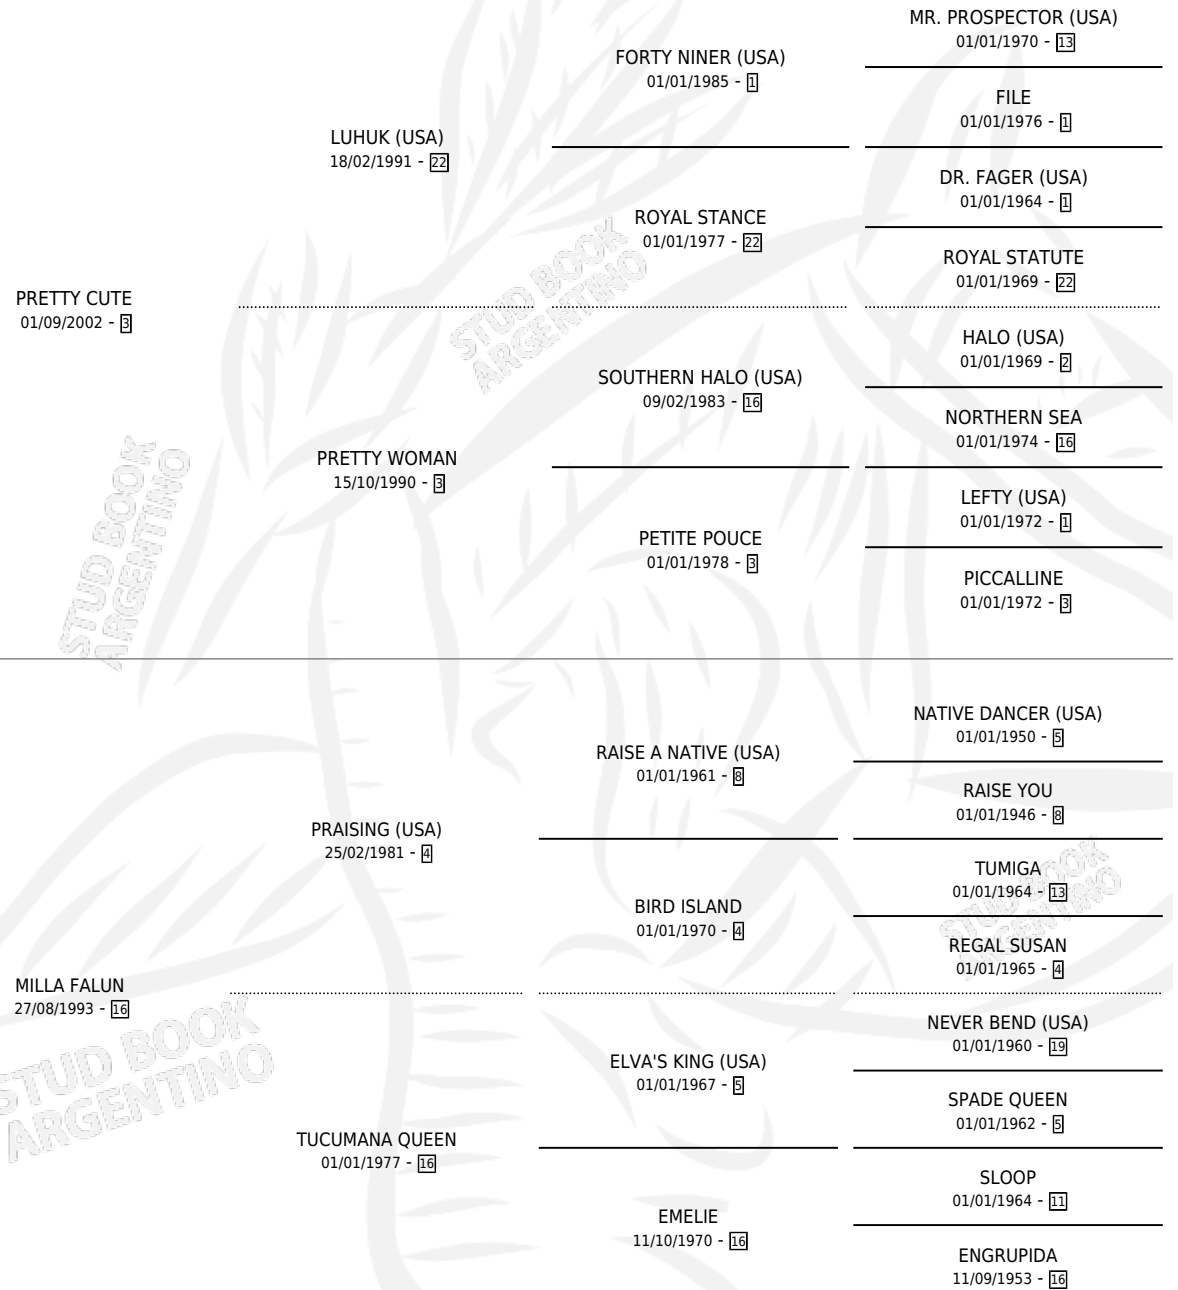 MR. PROSPECTOR (USA)
01/01/1970 - 13
FORTY NINER (USA)
01/01/1985 - 1
FILE
01/01/1976 - 1
LUHUK (USA)
18/02/1991 - 22
DR. FAGER (USA)
01/01/1964 - 1
ROYAL STANCE
01/01/1977 - 22
ROYAL STATUTE
01/01/1969 - 22
PRETTY CUTE
01/09/2002 - 3
HALO (USA)
01/01/1969 - 2
SOUTHERN HALO (USA)
09/02/1983 - 16
NORTHERN SEA
01/01/1974 - 16
PRETTY WOMAN
15/10/1990 - 3
LEFTY (USA)
01/01/1972 - 1
PETITE POUCE
01/01/1978 - 3
PICCALLINE
01/01/1972 - 3
NATIVE DANCER (USA)
01/01/1950 - 5
RAISE A NATIVE (USA)
01/01/1961 - 8
RAISE YOU
01/01/1946 - 8
PRAISING (USA)
25/02/1981 - 4
TUMIGA
01/01/1964 - 13
BIRD ISLAND
01/01/1970 - 4
REGAL SUSAN
01/01/1965 - 4
MILLA FALUN
27/08/1993 - 16
NEVER BEND (USA)
01/01/1960 - 19
ELVA'S KING (USA)
01/01/1967 - 5
SPADE QUEEN
01/01/1962 - 5
TUCUMANA QUEEN
01/01/1977 - 16
SLOOP
01/01/1964 - 11
EMELIE
11/10/1970 - 16
ENGRUPIDA
11/09/1953 - 16
STUD BOOK
ARGENTINO
STUD BOOK
ARGENTINO
STUD BOOK
ARGENTINO
STUD BOOK
ARGENTINO